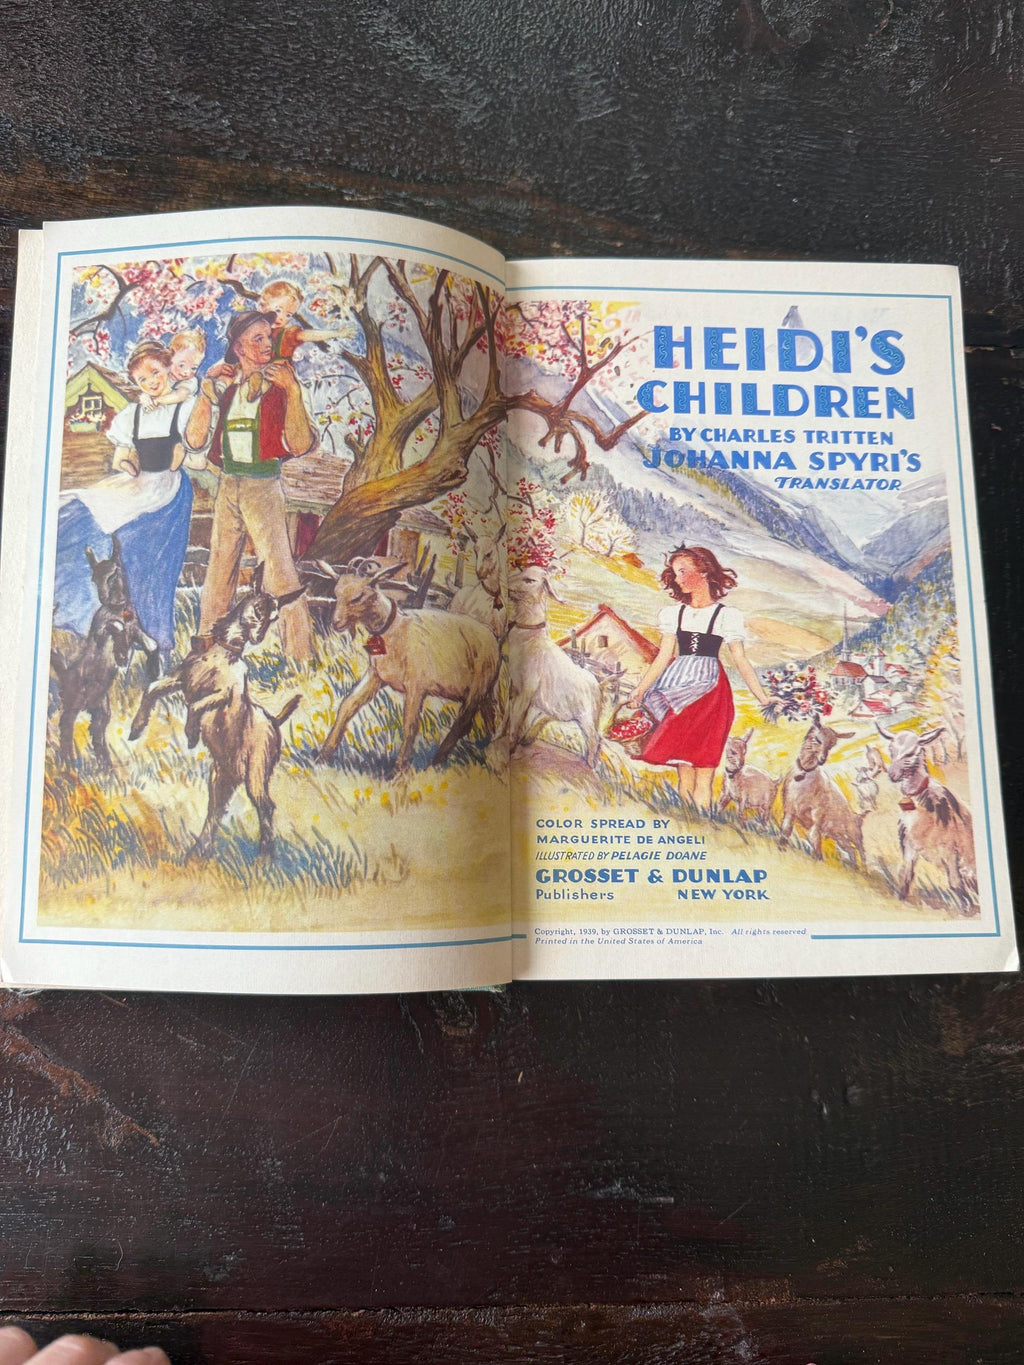 HEIDI'S
CHILDREN
BY CHARLES TRITTEN
JOHANNA SPYRI'S
TRANSLATOR
COLOR SPREAD BY
MARGUERITE DE ANGELI
ILLUSTRATED BY PELAGIE DOANE
GROSSET & DUNLAP
Publishers NEW YORK
Copyright, 1939, by GROSSET & DUNLAP, Inc. All rights reserved
Printed in the United States of America